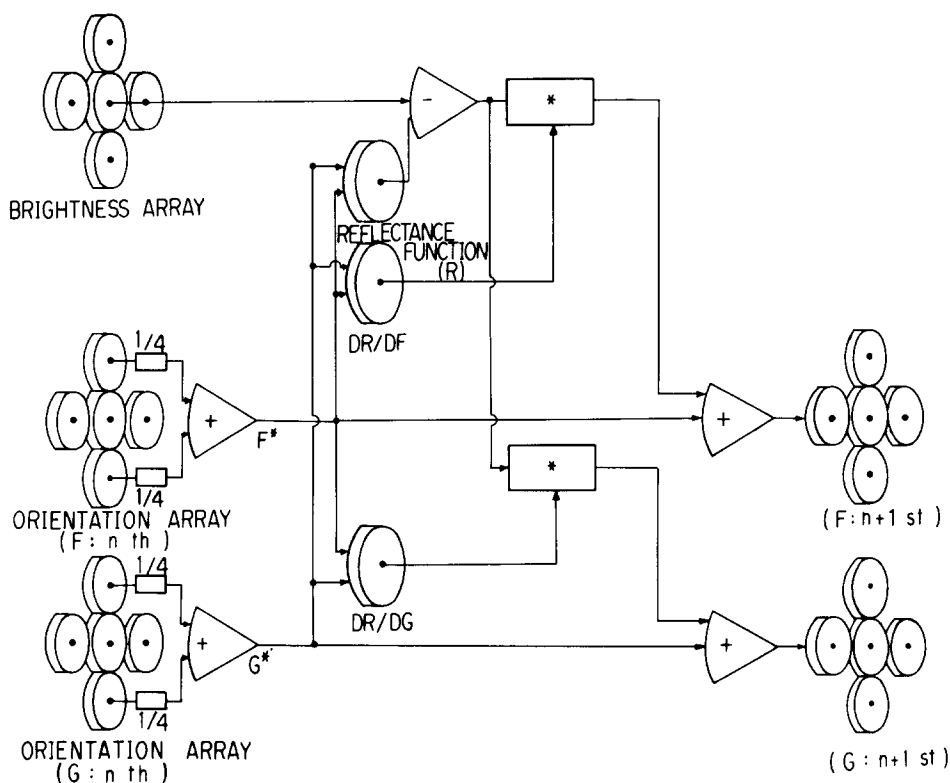 -
*
BRIGHTNESS ARRAY
REFLECTANCE
FUNCTION
(R)
DR/DF
1/4
+
F*
1/4
ORIENTATION ARRAY
(F: n th)
+
(F: n+1 st)
*
1/4
+
G*
1/4
ORIENTATION ARRAY
(G: n th)
DR/DG
+
(G: n+1 st)